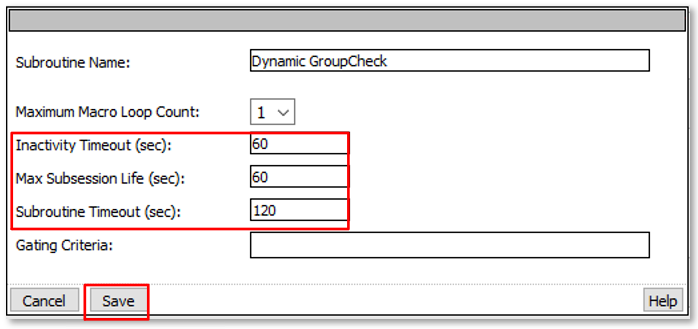 Subroutine Name: Dynamic GroupCheck
Maximum Macro Loop Count: 1
Inactivity Timeout (sec): 60
Max Subsession Life (sec): 60
Subroutine Timeout (sec): 120
Gating Criteria:
Cancel Save Help